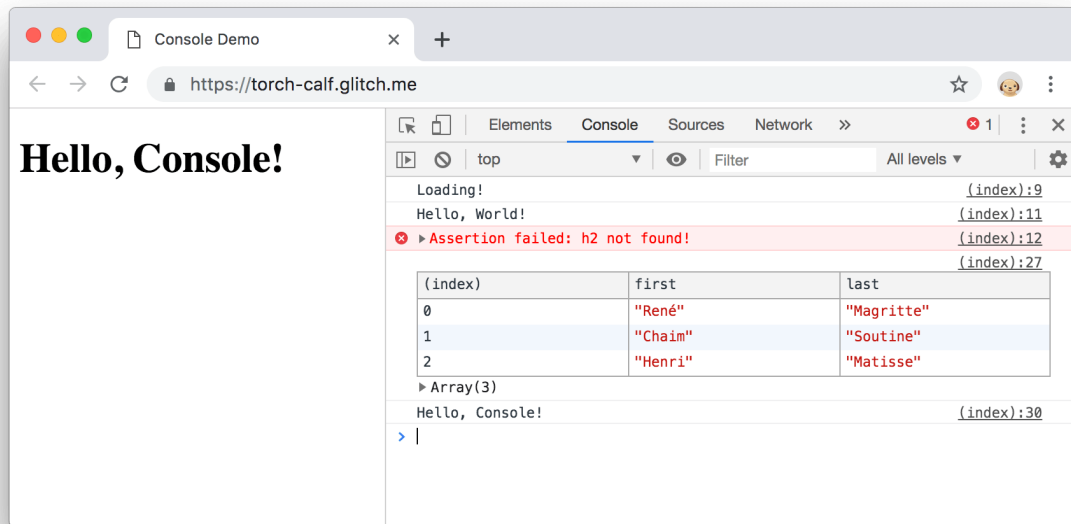 Console Demo
https://torch-calf.glitch.me
Hello, Console!
Elements Console Sources Network » 1
top Filter All levels
Loading! (index):9
Hello, World! (index):11
Assertion failed: h2 not found! (index):12
(index):27
(index) first last
0 "René" "Magritte"
1 "Chaim" "Soutine"
2 "Henri" "Matisse"
Array(3)
Hello, Console! (index):30